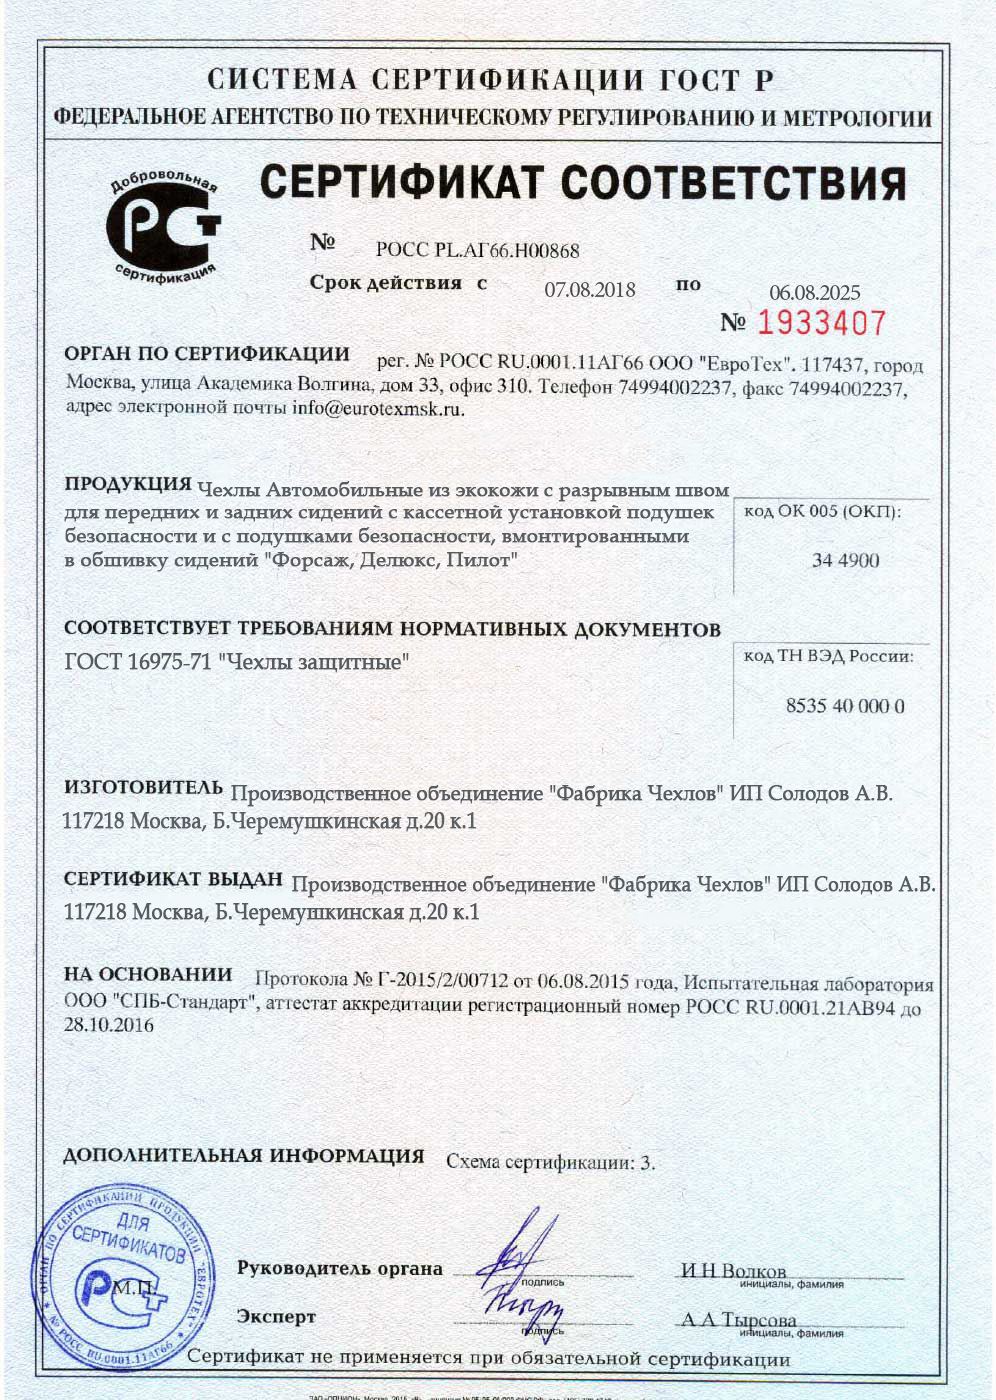 СИСТЕМА СЕРТИФИКАЦИИ ГОСТ Р
ФЕДЕРАЛЬНОЕ АГЕНТСТВО ПО ТЕХНИЧЕСКОМУ РЕГУЛИРОВАНИЮ И МЕТРОЛОГИИ
Добровольная
РСТ
сертификация
СЕРТИФИКАТ СООТВЕТСТВИЯ
№ РОСС PL.АГ66.Н00868
Срок действия с 07.08.2018 по 06.08.2025
№ 1933407
ОРГАН ПО СЕРТИФИКАЦИИ рег. № РОСС RU.0001.11АГ66 ООО "ЕвроТех". 117437, город
Москва, улица Академика Волгина, дом 33, офис 310. Телефон 74994002237, факс 74994002237,
адрес электронной почты info@eurotexmsk.ru.
ПРОДУКЦИЯ Чехлы Автомобильные из экокожи с разрывным швом
для передних и задних сидений с кассетной установкой подушек
безопасности и с подушками безопасности, вмонтированными
в обшивку сидений "Форсаж, Делюкс, Пилот"
код ОК 005 (ОКП):
34 4900
СООТВЕТСТВУЕТ ТРЕБОВАНИЯМ НОРМАТИВНЫХ ДОКУМЕНТОВ
ГОСТ 16975-71 "Чехлы защитные"
код ТН ВЭД России:
8535 40 000 0
ИЗГОТОВИТЕЛЬ Производственное объединение "Фабрика Чехлов" ИП Солодов А.В.
117218 Москва, Б.Черемушкинская д.20 к.1
СЕРТИФИКАТ ВЫДАН Производственное объединение "Фабрика Чехлов" ИП Солодов А.В.
117218 Москва, Б.Черемушкинская д.20 к.1
НА ОСНОВАНИИ Протокола № Г-2015/2/00712 от 06.08.2015 года, Испытательная лаборатория
ООО "СПБ-Стандарт", аттестат аккредитации регистрационный номер РОСС RU.0001.21АВ94 до
28.10.2016
ДОПОЛНИТЕЛЬНАЯ ИНФОРМАЦИЯ Схема сертификации: 3.
ОРГАН ПО СЕРТИФИКАЦИИ ПРОДУКЦИИ "ЕВРОТЕХ"
№ РОСС RU.0001.11АГ66
ДЛЯ
СЕРТИФИКАТОВ
РСТ
М.П.
Руководитель органа
подпись
И Н Волков
инициалы, фамилия
Эксперт
подпись
А А Тырсова
инициалы, фамилия
Сертификат не применяется при обязательной сертификации